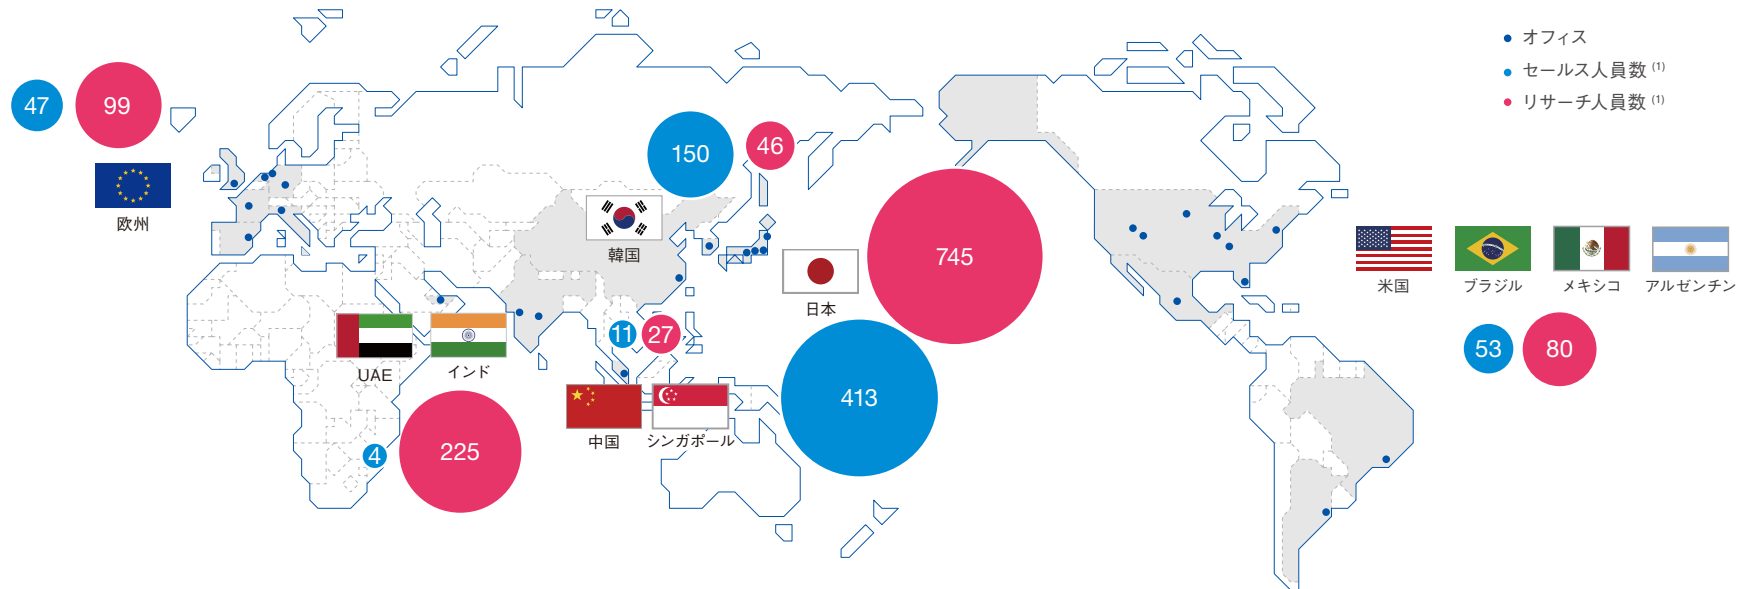 オフィス
セールス人員数 (1)
リサーチ人員数 (1)
47
99
欧州
150
46
韓国
745
日本
413
UAE
インド
4
225
11
27
中国
シンガポール
米国
ブラジル
メキシコ
アルゼンチン
53
80